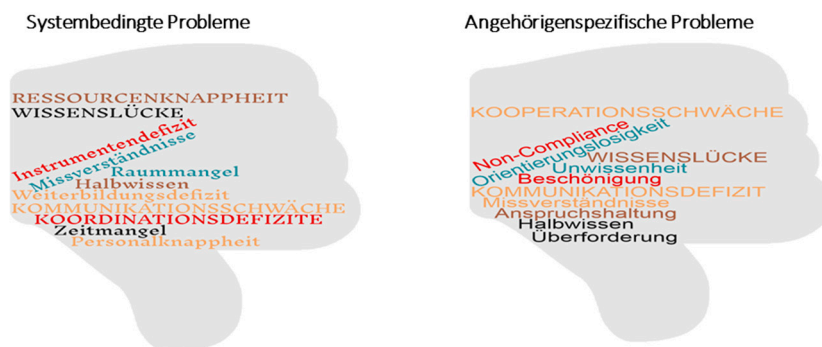 Systembedingte Probleme
RESSOURCENKNAPPHEIT
WISSENSLÜCKE
Instrumentendefizit
Missverständnisse
Raummangel
Halbwissen
Weiterbildungsdefizit
KOMMUNIKATIONSSCHWÄCHE
KOORDINATIONSDEFIZITE
Zeitmangel
Personalknappheit
Angehörigenspezifische Probleme
KOOPERATIONSSCHWÄCHE
Non-Compliance
Orientierungslosigkeit
WISSENSLÜCKE
Unwissenheit
Beschönigung
KOMMUNIKATIONSDEFIZIT
Missverständnisse
Anspruchshaltung
Halbwissen
Überforderung